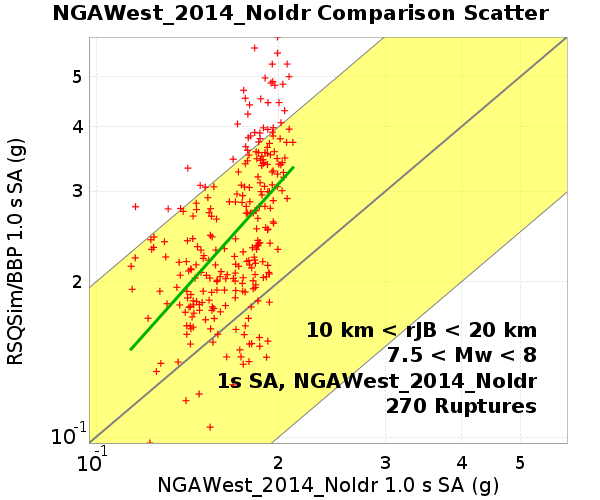 NGAWest_2014_NoIdr Comparison Scatter
RSQSim/BBP 1.0 s SA (g)
5
4
3
2
10-1
10 km < rJB < 20 km
7.5 < Mw < 8
1s SA, NGAWest_2014_NoIdr
270 Ruptures
10-1 2 3 4 5
NGAWest_2014_NoIdr 1.0 s SA (g)